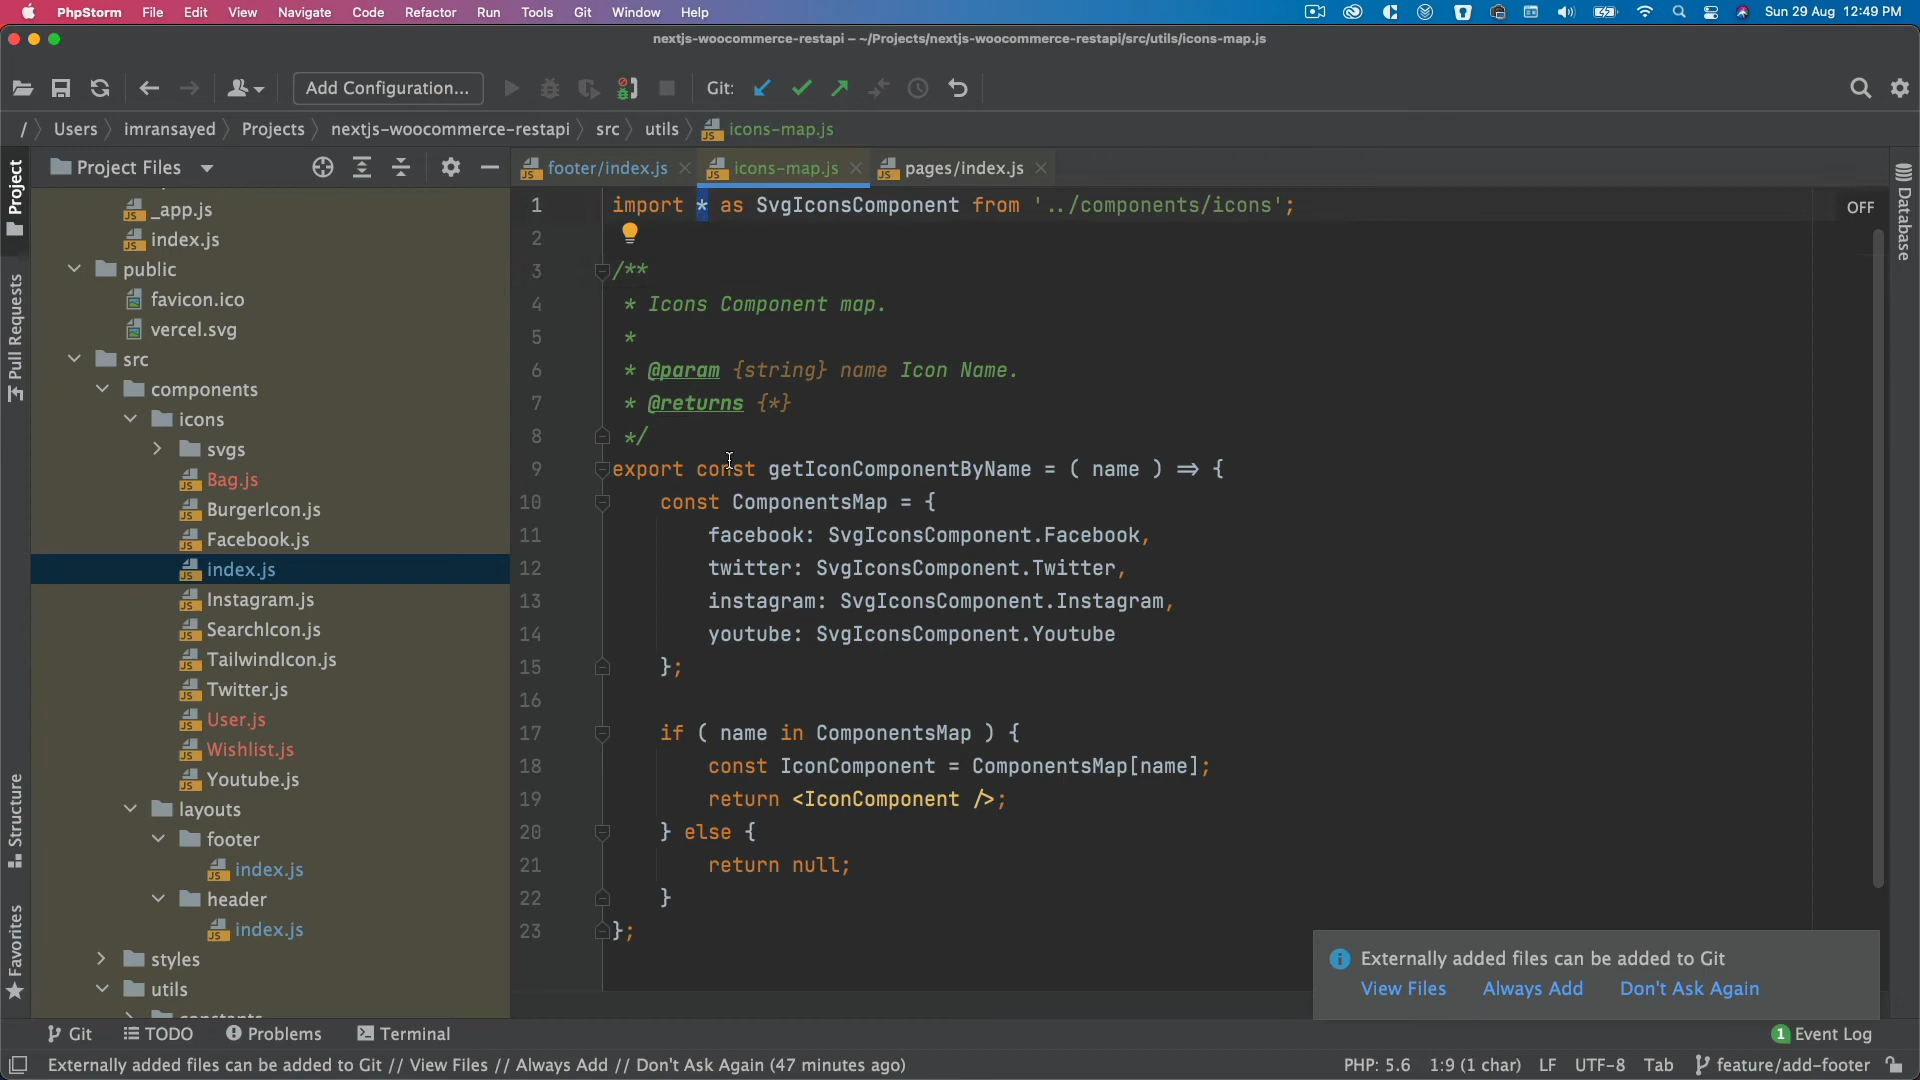 PhpStorm File Edit View Navigate Code Refactor Run Tools Git Window Help Sun 29 Aug 12:49 PM
nextjs-woocommerce-restapi – ~/Projects/nextjs-woocommerce-restapi/src/utils/icons-map.js
Add Configuration... Git:
/ Users imransayed Projects nextjs-woocommerce-restapi src utils icons-map.js
Project Files
footer/index.js icons-map.js pages/index.js
Project
Pull Requests
Structure
Favorites
Database
_app.js
index.js
public
favicon.ico
vercel.svg
src
components
icons
svgs
Bag.js
BurgerIcon.js
Facebook.js
index.js
Instagram.js
SearchIcon.js
TailwindIcon.js
Twitter.js
User.js
Wishlist.js
Youtube.js
layouts
footer
index.js
header
index.js
styles
utils
constants
OFF
1 import * as SvgIconsComponent from '../components/icons';
2
3 /**
4 * Icons Component map.
5 *
6 * @param {string} name Icon Name.
7 * @returns {*}
8 */
9 export const getIconComponentByName = ( name ) => {
10 const ComponentsMap = {
11 facebook: SvgIconsComponent.Facebook,
12 twitter: SvgIconsComponent.Twitter,
13 instagram: SvgIconsComponent.Instagram,
14 youtube: SvgIconsComponent.Youtube
15 };
16
17 if ( name in ComponentsMap ) {
18 const IconComponent = ComponentsMap[name];
19 return <IconComponent />;
20 } else {
21 return null;
22 }
23 };
Externally added files can be added to Git
View Files Always Add Don't Ask Again
Git TODO Problems Terminal 1 Event Log
Externally added files can be added to Git // View Files // Always Add // Don't Ask Again (47 minutes ago) PHP: 5.6 1:9 (1 char) LF UTF-8 Tab feature/add-footer